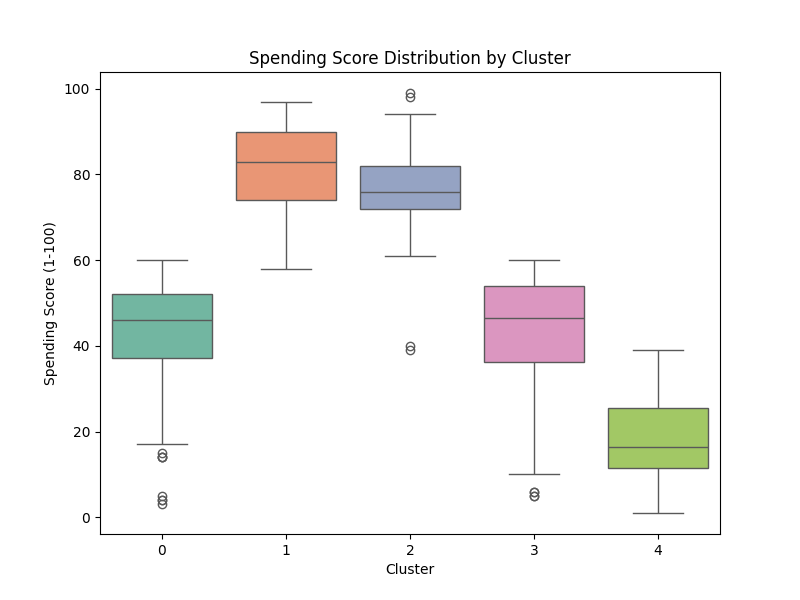 Spending Score Distribution by Cluster
100
80
60
40
20
0
Spending Score (1-100)
0 1 2 3 4
Cluster